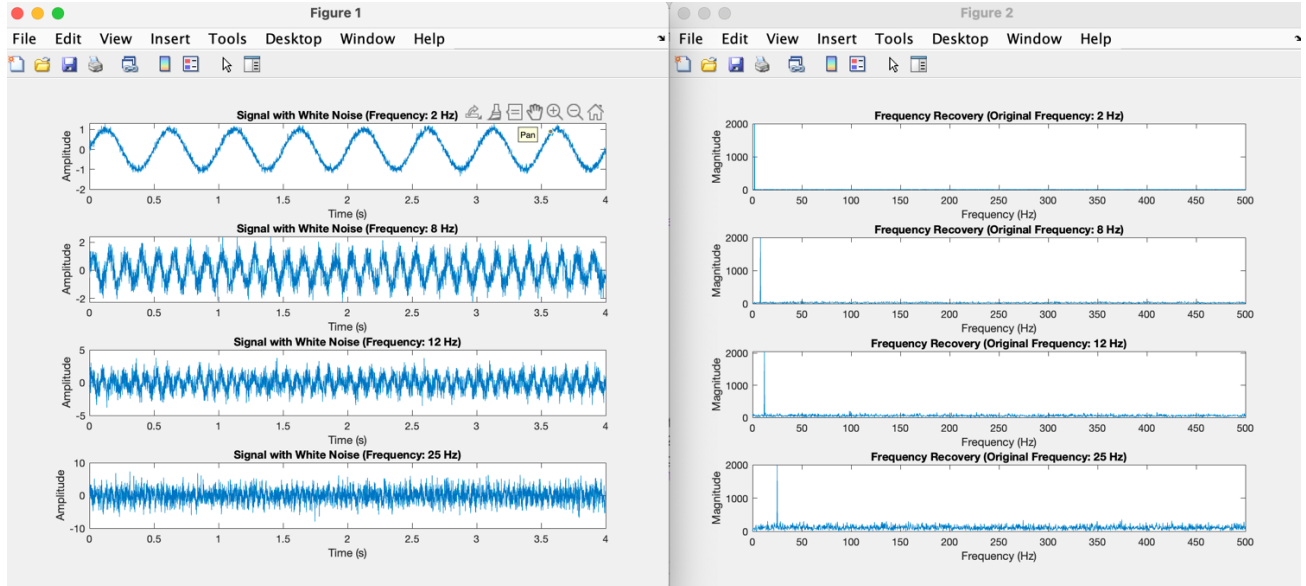 Figure 1
File Edit View Insert Tools Desktop Window Help
Signal with White Noise (Frequency: 2 Hz)
Pan
Amplitude
1
0
-1
-2
0 0.5 1 1.5 2 2.5 3 3.5 4
Time (s)
Signal with White Noise (Frequency: 8 Hz)
Amplitude
2
0
-2
0 0.5 1 1.5 2 2.5 3 3.5 4
Time (s)
Signal with White Noise (Frequency: 12 Hz)
Amplitude
5
0
-5
0 0.5 1 1.5 2 2.5 3 3.5 4
Time (s)
Signal with White Noise (Frequency: 25 Hz)
Amplitude
10
0
-10
0 0.5 1 1.5 2 2.5 3 3.5 4
Time (s)
Figure 2
File Edit View Insert Tools Desktop Window Help
Frequency Recovery (Original Frequency: 2 Hz)
Magnitude
2000
1000
0
0 50 100 150 200 250 300 350 400 450 500
Frequency (Hz)
Frequency Recovery (Original Frequency: 8 Hz)
Magnitude
2000
1000
0
0 50 100 150 200 250 300 350 400 450 500
Frequency (Hz)
Frequency Recovery (Original Frequency: 12 Hz)
Magnitude
2000
1000
0
0 50 100 150 200 250 300 350 400 450 500
Frequency (Hz)
Frequency Recovery (Original Frequency: 25 Hz)
Magnitude
2000
1000
0
0 50 100 150 200 250 300 350 400 450 500
Frequency (Hz)